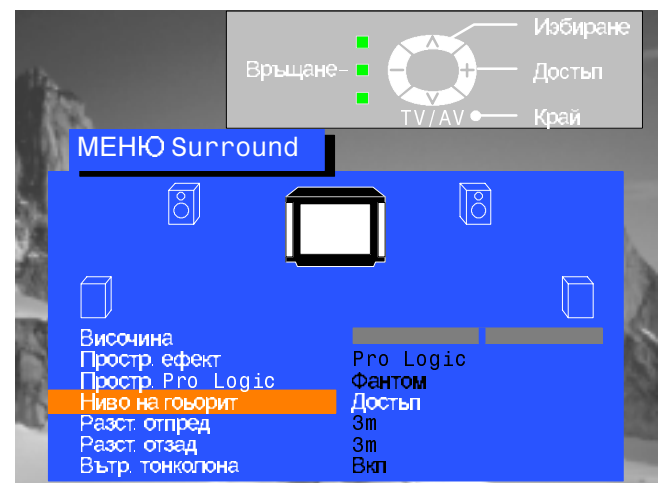 Избиране
Връщане
Достъп
TV/AV
Край
МЕНЮ Surround
Височина
Простр. ефект Pro Logic
Простр. Pro Logic Фантом
Ниво на гоьорит Достъп
Разст. отпред 3m
Разст. отзад 3m
Вътр. тонколона Вкл